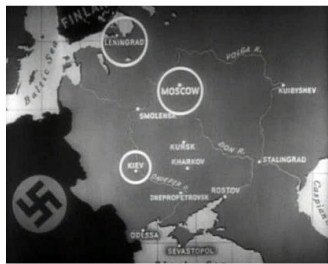 FINLAND
LENINGRAD
Baltic Sea
VOLGA R.
MOSCOW
KUIBYSHEV
SMOLENSK
KURSK
DON R.
KHARKOV
STALINGRAD
KIEV
DNIEPER R.
Caspian
DNEPROPETROVSK
ROSTOV
ODESSA
SEVASTOPOL